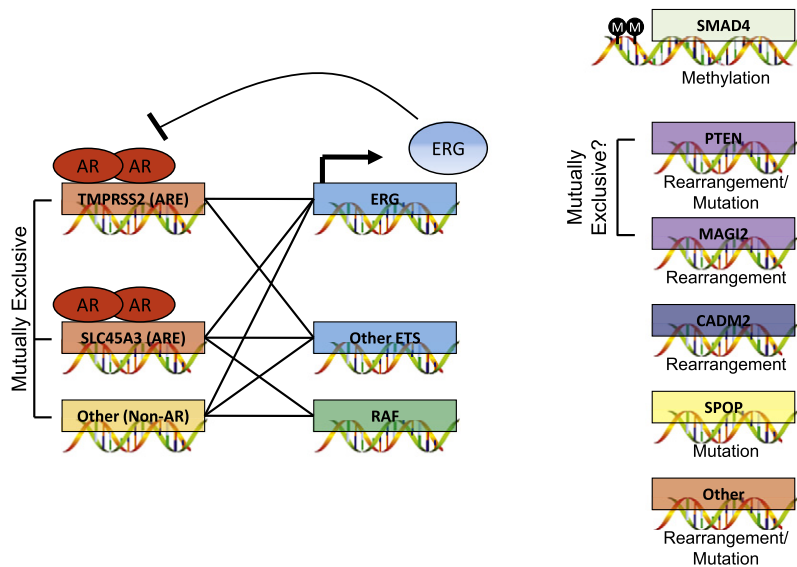 M M
SMAD4
Methylation
ERG
AR AR
TMPRSS2 (ARE)
ERG
Mutually Exclusive
AR AR
SLC45A3 (ARE)
Other ETS
Other (Non-AR)
RAF
Mutually
Exclusive?
PTEN
Rearrangement/
Mutation
MAGI2
Rearrangement
CADM2
Rearrangement
SPOP
Mutation
Other
Rearrangement/
Mutation